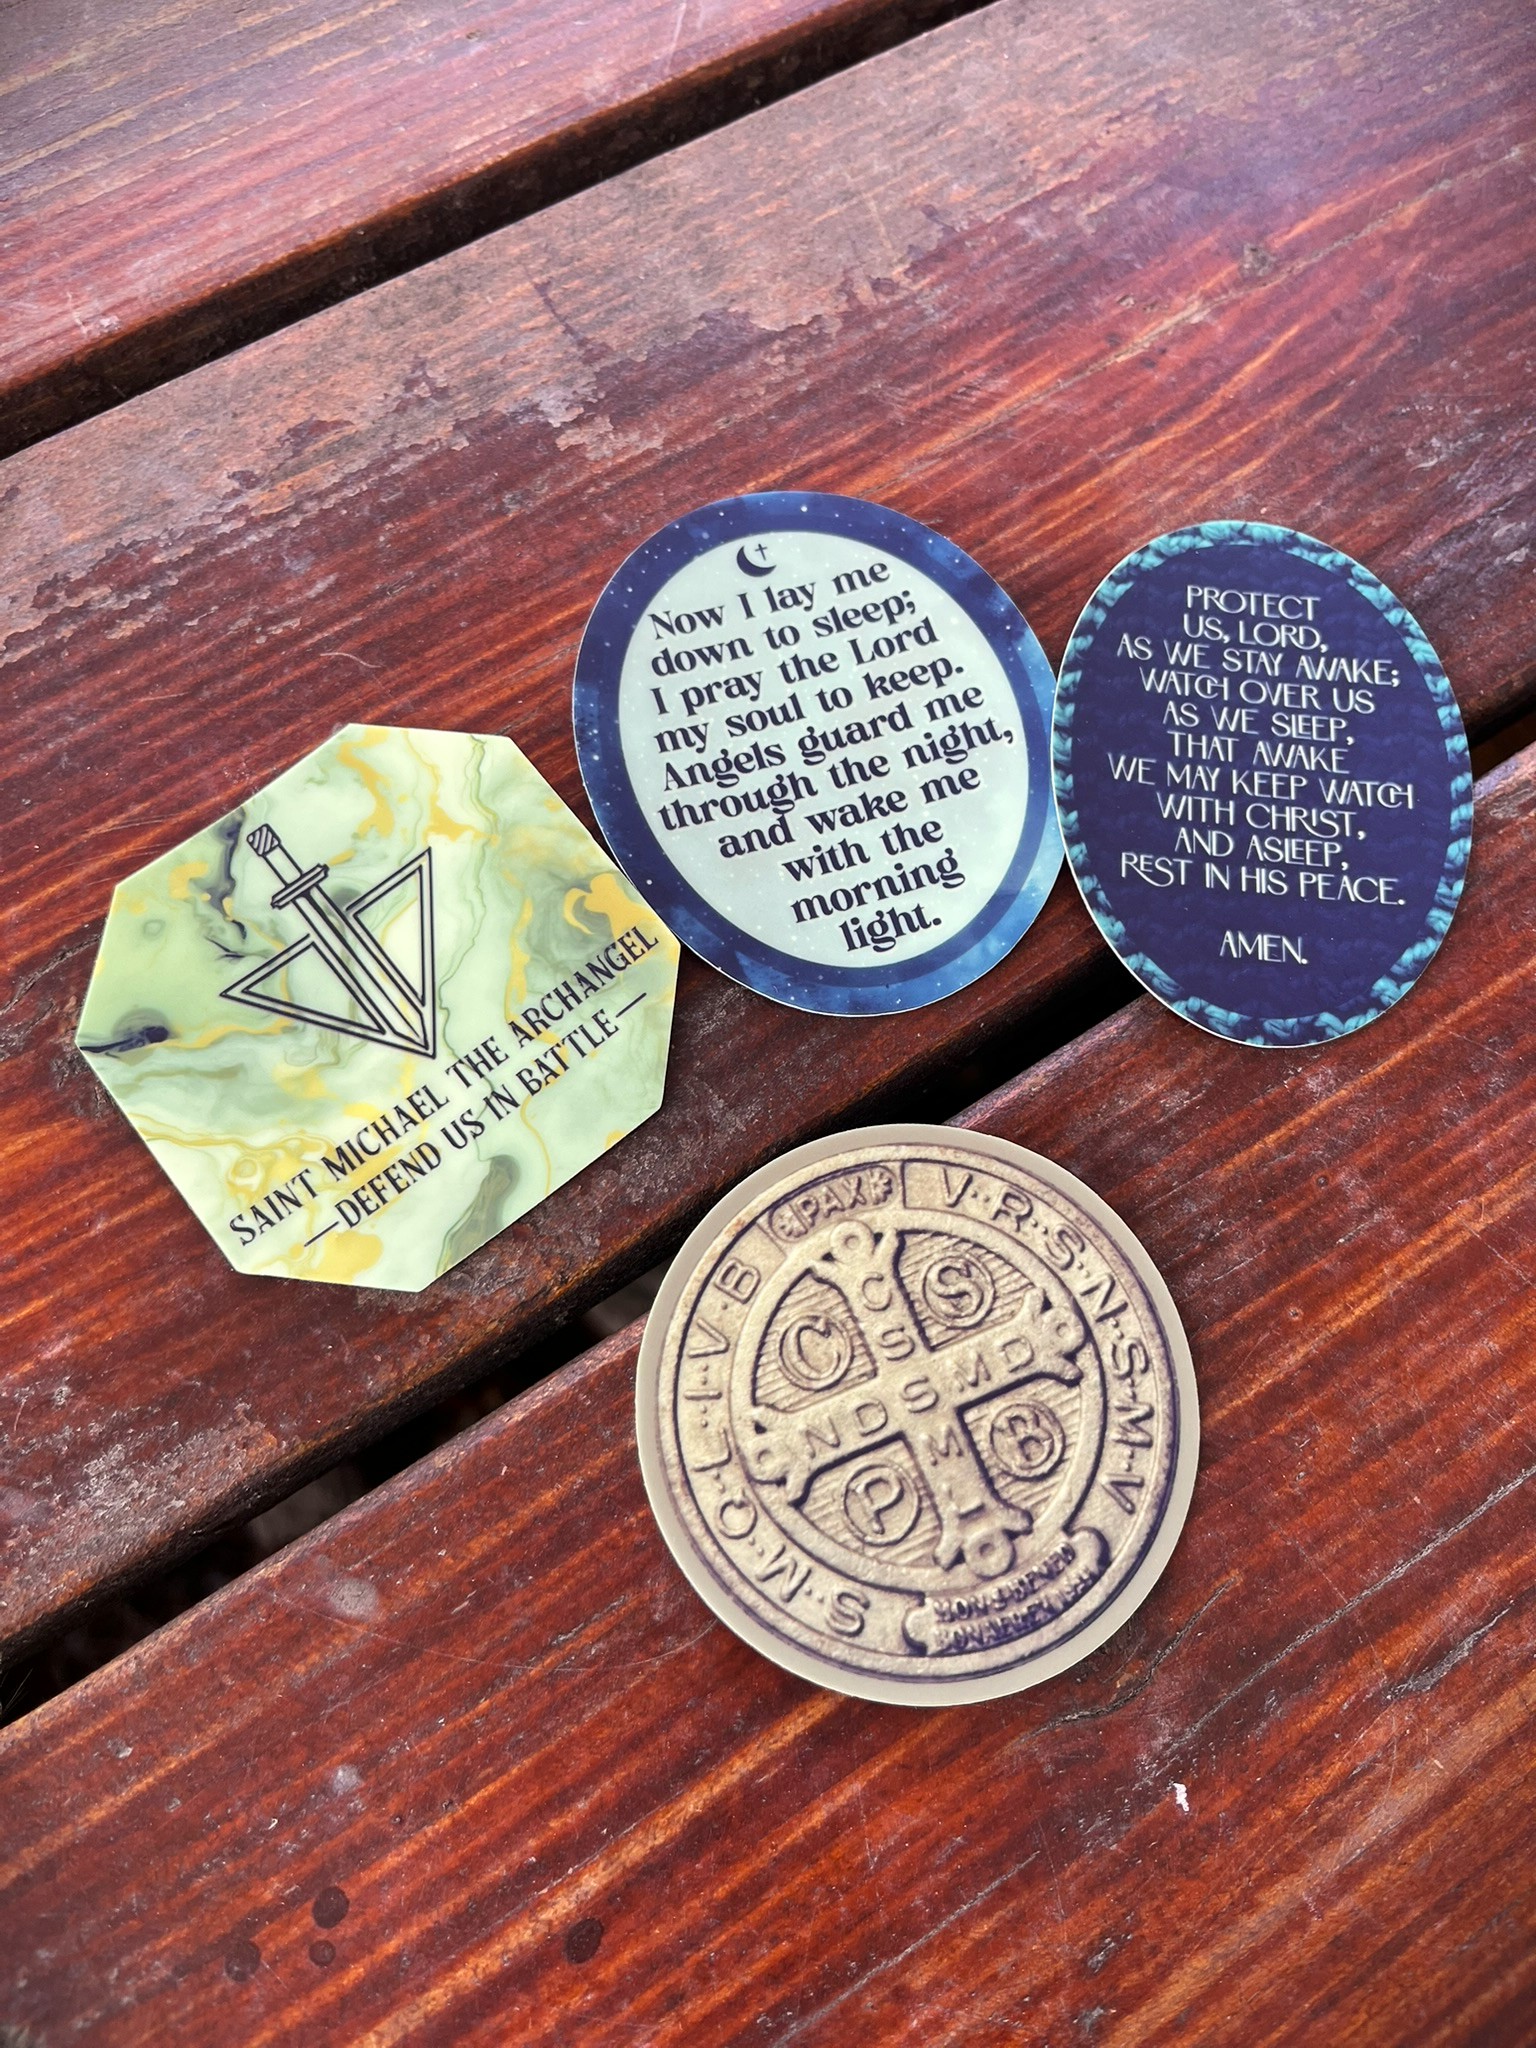 Now I lay me
down to sleep;
I pray the Lord
my soul to keep.
Angels guard me
through the night,
and wake me
with the
morning
light.
PROTECT
US, LORD,
AS WE STAY AWAKE;
WATCH OVER US
AS WE SLEEP,
THAT AWAKE
WE MAY KEEP WATCH
WITH CHRIST,
AND ASLEEP,
REST IN HIS PEACE.
AMEN.
SAINT MICHAEL THE ARCHANGEL
—DEFEND US IN BATTLE—
PAX
V·R·S·N·S·M·V
S·M·Q·L·I·V·B
C S
P B
C
S
N D S M D
M
L